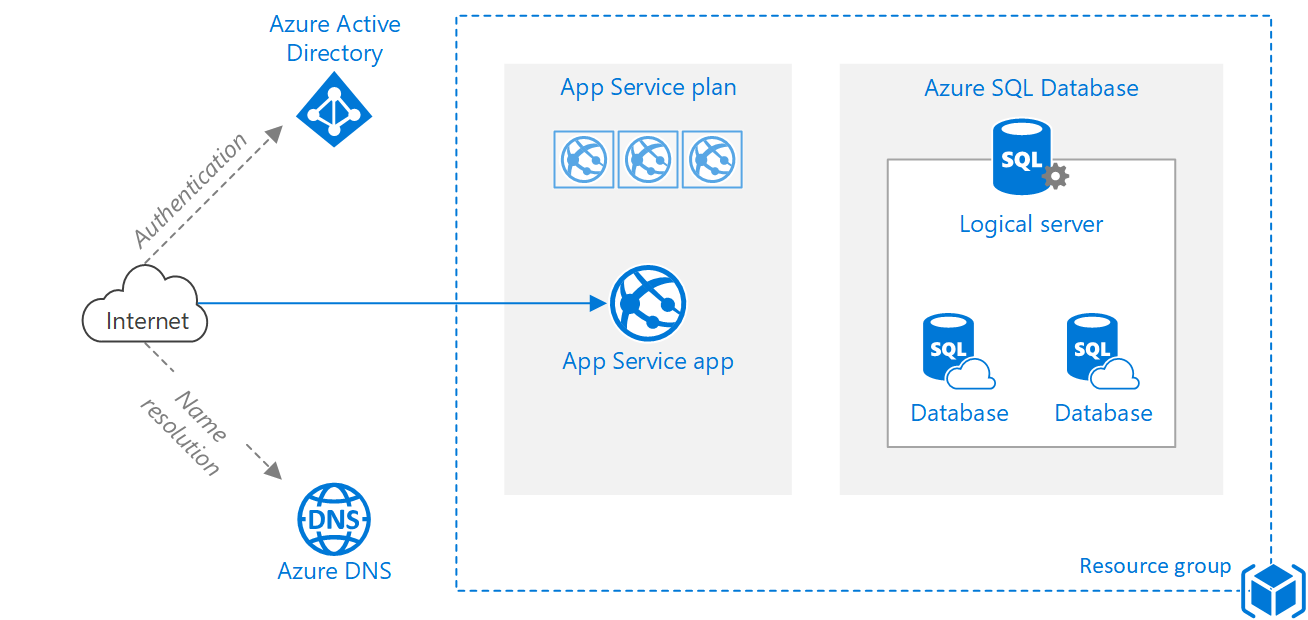 Azure Active
Directory
Authentication
Internet
Name
resolution
DNS
Azure DNS
App Service plan
App Service app
Azure SQL Database
SQL
Logical server
SQL
Database
SQL
Database
Resource group